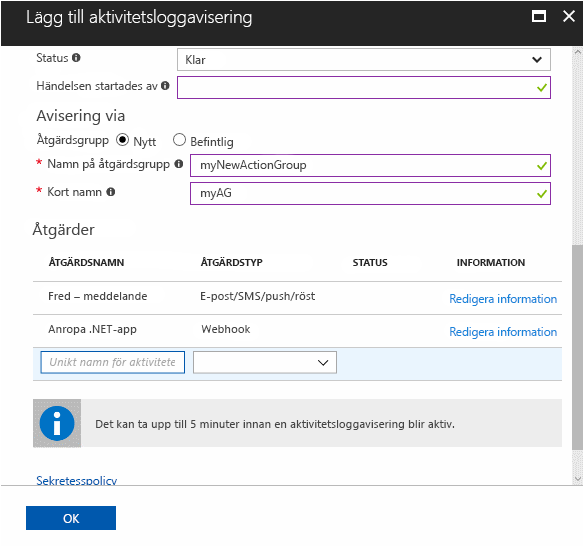 Lägg till aktivitetsloggavisering
Status
Klar
Händelsen startades av
Avisering via
Åtgärdsgrupp Nytt Befintlig
* Namn på åtgärdsgrupp
myNewActionGroup
* Kort namn
myAG
Åtgärder
ÅTGÄRDSNAMN ÅTGÄRDSTYP STATUS INFORMATION
Fred – meddelande E-post/SMS/push/röst Redigera information
Anropa .NET-app Webhook Redigera information
Unikt namn för aktivitete
Det kan ta upp till 5 minuter innan en aktivitetsloggavisering blir aktiv.
Sekretesspolicy
OK